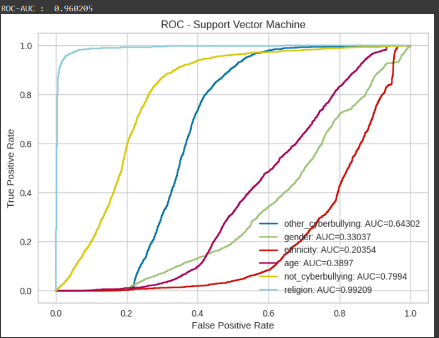 ROC-AUC : 0.960205
ROC - Support Vector Machine
True Positive Rate
1.0
0.8
0.6
0.4
0.2
0.0
other_cyberbullying: AUC=0.64302
gender: AUC=0.33037
ethnicity: AUC=0.20354
age: AUC=0.3897
not_cyberbullying: AUC=0.7994
religion: AUC=0.99209
0.0 0.2 0.4 0.6 0.8 1.0
False Positive Rate